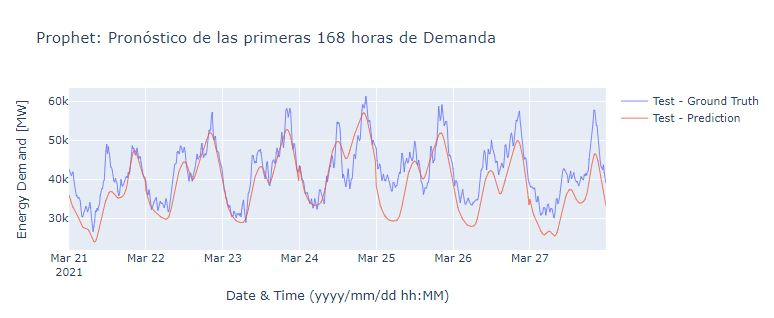 Prophet: Pronóstico de las primeras 168 horas de Demanda
Energy Demand [MW]
60k
50k
40k
30k
Mar 21
2021
Mar 22
Mar 23
Mar 24
Mar 25
Mar 26
Mar 27
Date & Time (yyyy/mm/dd hh:MM)
Test - Ground Truth
Test - Prediction